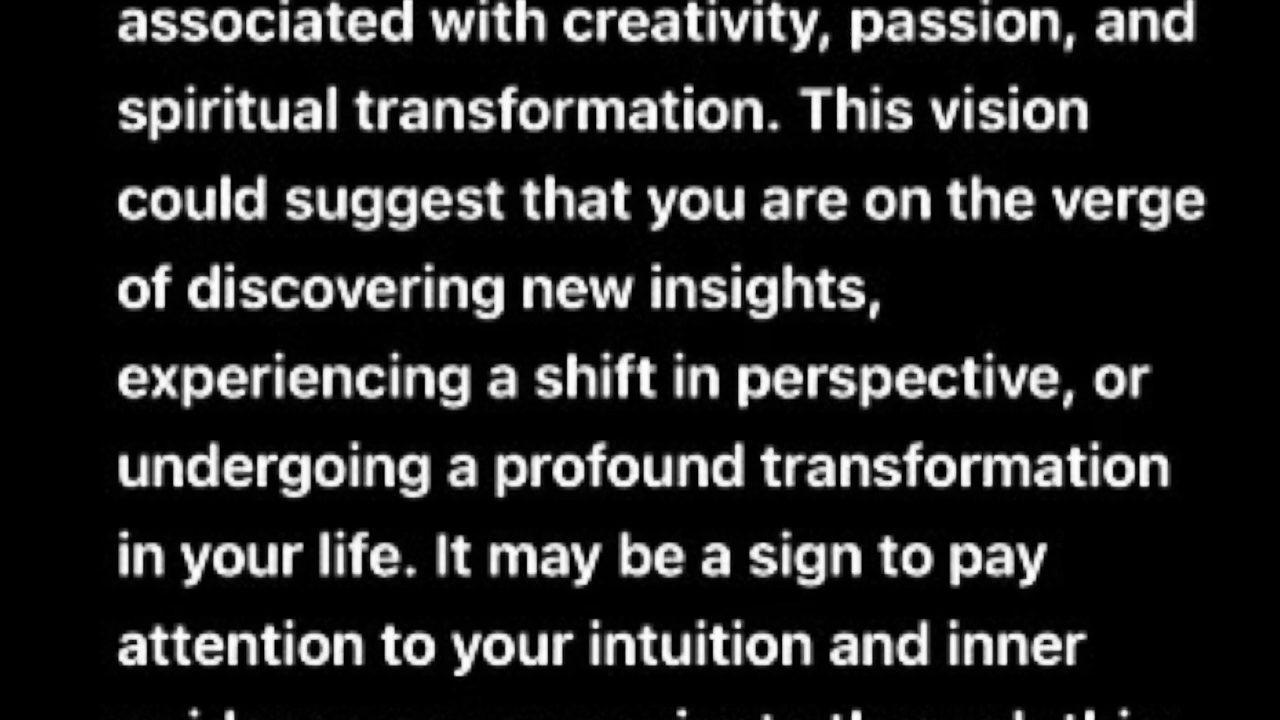 associated with creativity, passion, and
spiritual transformation. This vision
could suggest that you are on the verge
of discovering new insights,
experiencing a shift in perspective, or
undergoing a profound transformation
in your life. It may be a sign to pay
attention to your intuition and inner